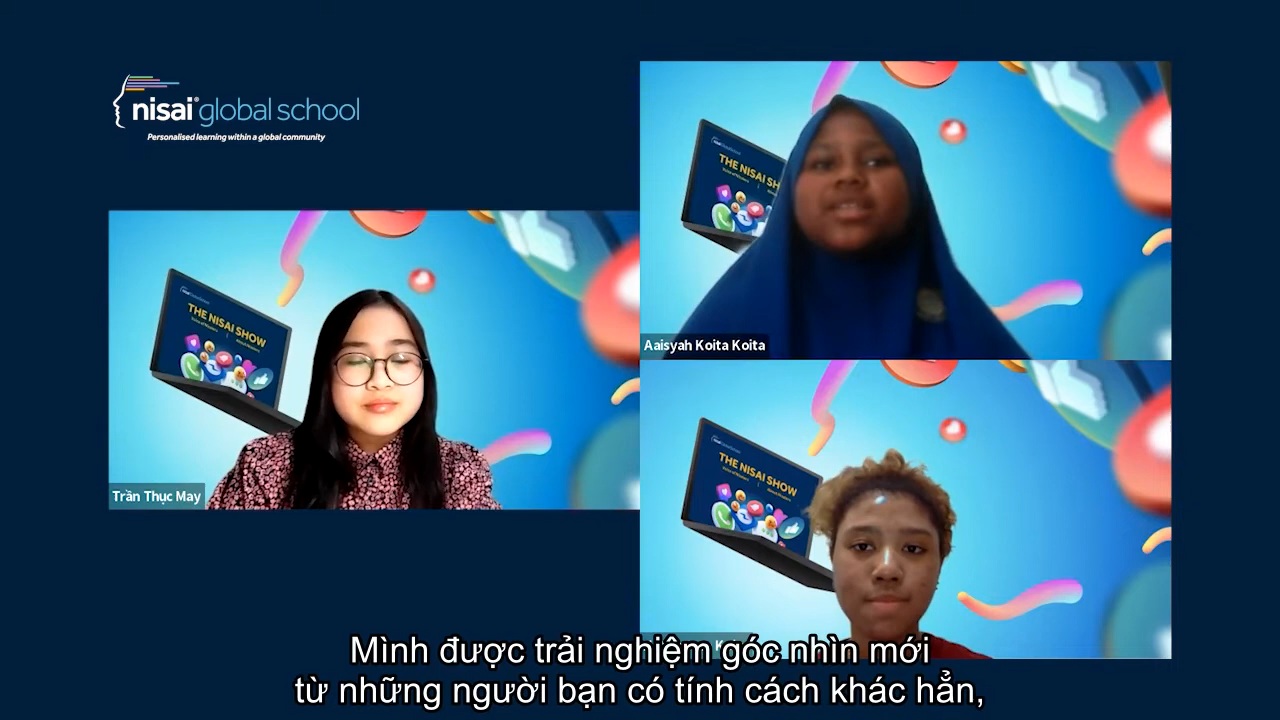 nisai global school
Personalised learning within a global community
THE NISAI SH
THE NISAI SHOW
Aaisyah Koita Koita
THE NISAI SHOW
Trần Thục May
Mình được trải nghiệm góc nhìn mới
từ những người bạn có tính cách khác hẳn,